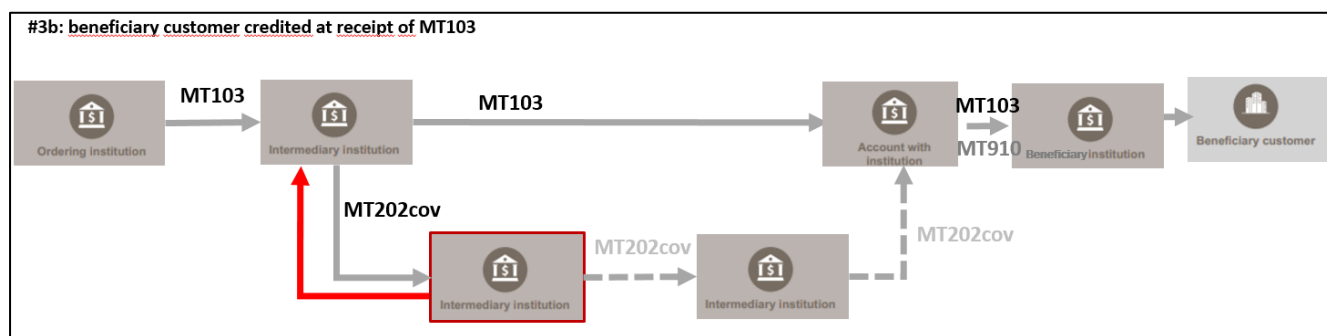 #3b: beneficiary customer credited at receipt of MT103
MT103
MT103
MT103
MT910
Ordering institution
Intermediary institution
Account with
institution
Beneficiary institution
Beneficiary customer
MT202cov
MT202cov
MT202cov
Intermediary institution
Intermediary institution